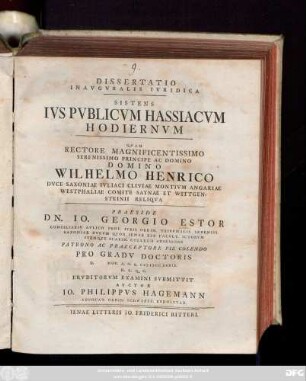 9.
DISSERTATIO
INAVGVRALIS IVRIDICA
SISTENS
IVS PVBLICVM HASSIACVM
HODIERNVM
QVAM
RECTORE MAGNIFICENTISSIMO
SERENISSIMO PRINCIPE AC DOMINO
DOMINO
WILHELMO HENRICO
DVCE SAXONIAE IVLIACI CLIVIAE MONTIVM ANGARIAE
WESTPHALIAE COMITE SAYNAE ET WITTGEN-
STEINII RELIQVA
PRAESIDE
DN. IO. GEORGIO ESTOR
PATRONO AC PRAECEPTORE PIE COLENDO
PRO GRADV DOCTORIS
ERVDITORVM EXAMINI SVBMITTIT
AVCTOR
IO. PHILIPPVS HAGEMANN
IENAE LITTERIS IO. FRIDERICI RITTERI